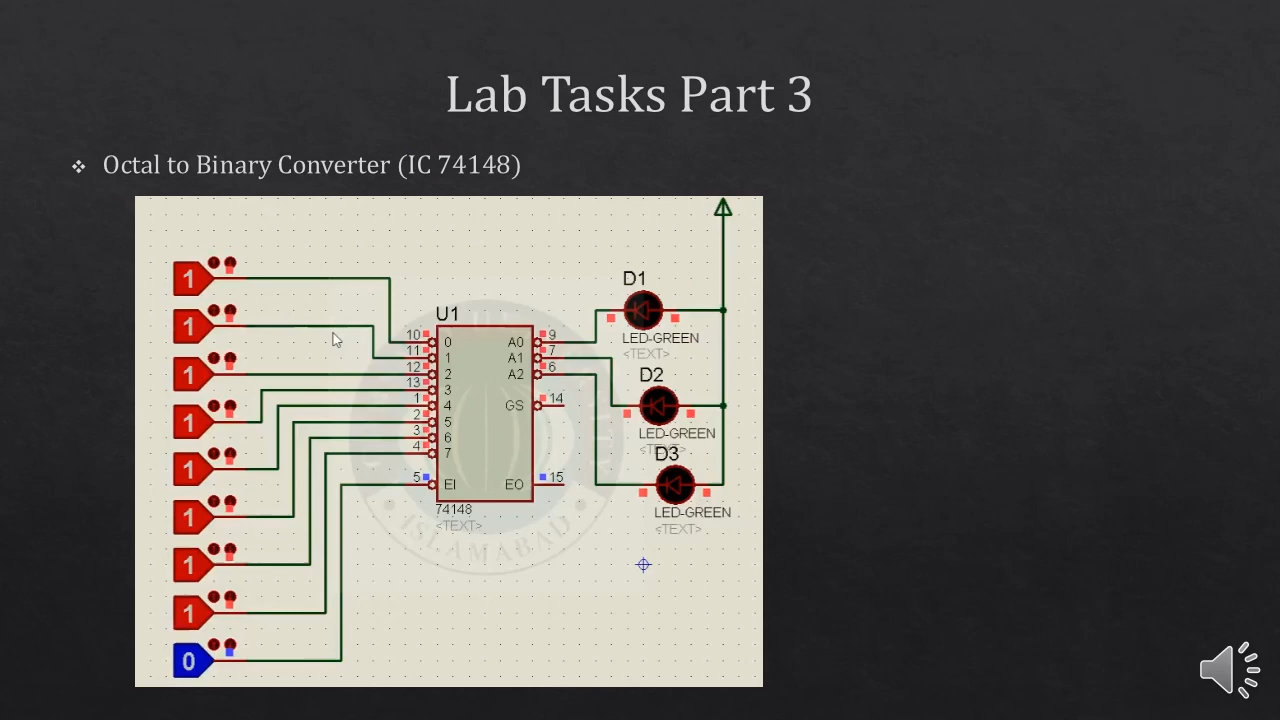 Lab Tasks Part 3
❖ Octal to Binary Converter (IC 74148)
1
1
1
1
1
1
1
1
0
U1
10 0
11 1
12 2
13 3
1 4
2 5
3 6
4 7
5 EI
A0 9
A1 7
A2 6
GS 14
EO 15
74148
<TEXT>
D1
LED-GREEN
<TEXT>
D2
LED-GREEN
<TEXT>
D3
LED-GREEN
<TEXT>
ISLAMABAD